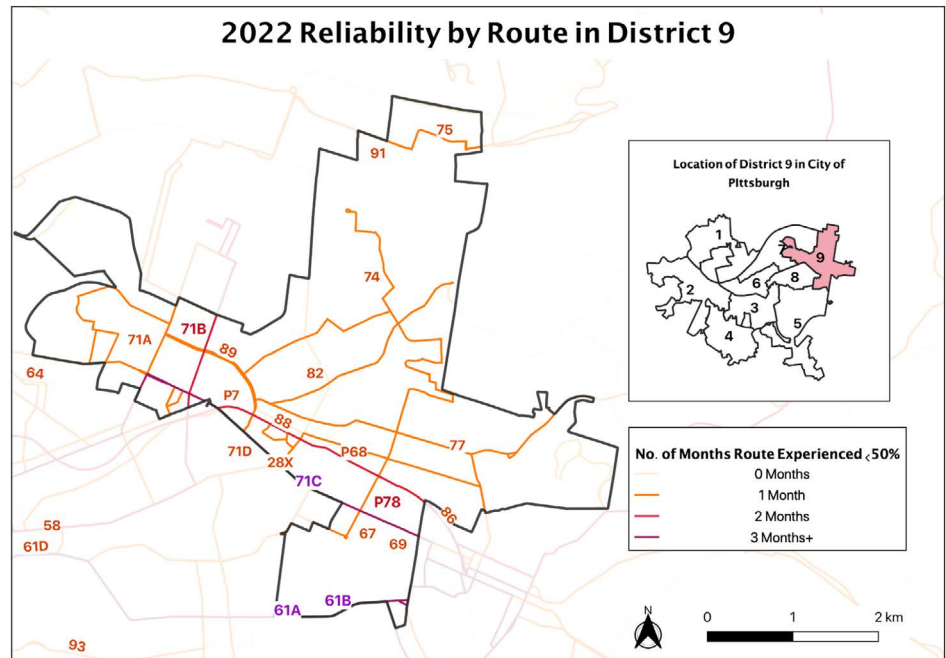 2022 Reliability by Route in District 9
75
91
74
71B
71A
89
82
64
P7
88
71D
P68
77
28X
71C
P78
86
58
67
61D
69
61B
61A
93
Location of District 9 in City of
PIttsburgh
1
9
2
6
8
3
5
4
No. of Months Route Experienced <50%
0 Months
1 Month
2 Months
3 Months+
N
0
1
2 km